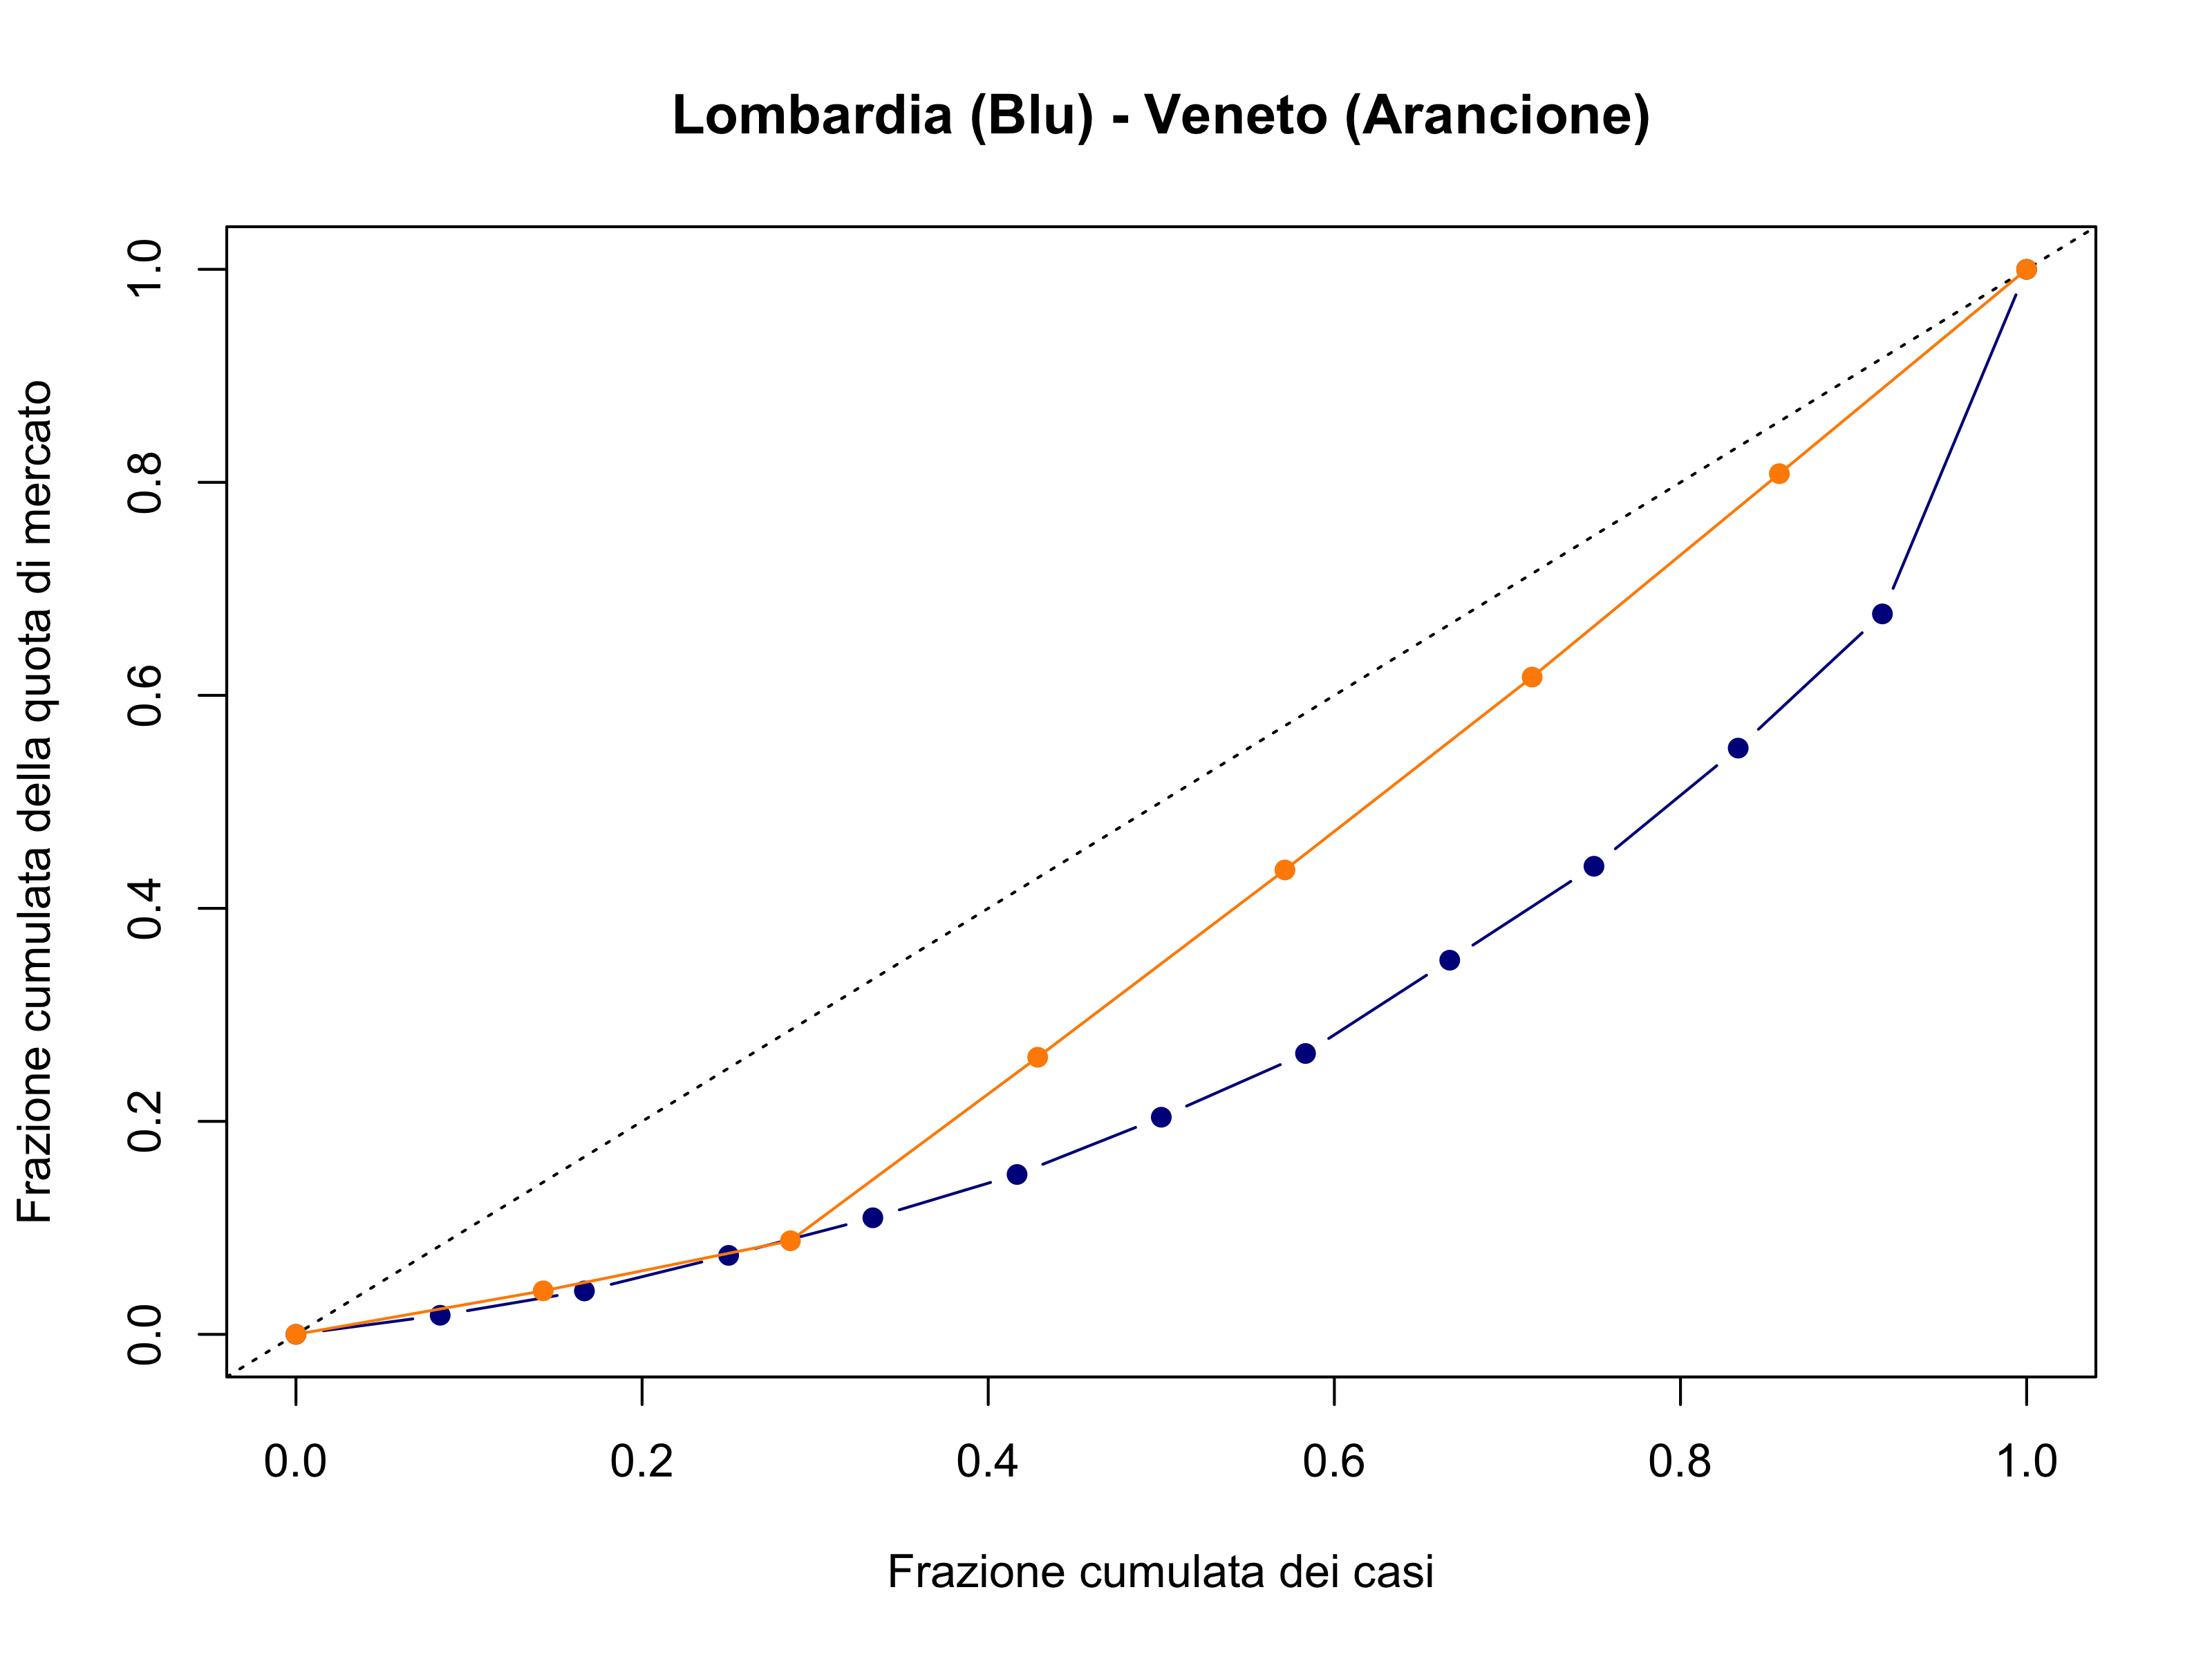 Lombardia (Blu) - Veneto (Arancione)
Frazione cumulata della quota di mercato
1.0
0.8
0.6
0.4
0.2
0.0
0.0 0.2 0.4 0.6 0.8 1.0
Frazione cumulata dei casi